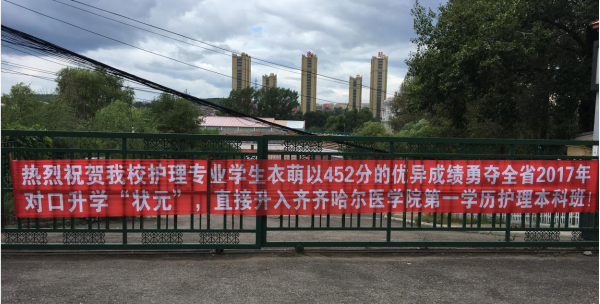 热烈祝贺我校护理专业学生衣萌以452分的优异成绩勇夺全省2017年
对口升学“状元”，直接升入齐齐哈尔医学院第一学历护理本科班！